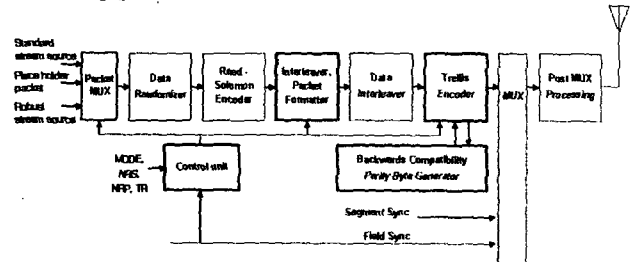 Standard
stream source
Place holder
packet
Robust
stream source
Packet
MUX
Data
Randomizer
Reed -
Solomon
Encoder
Interleaver,
Packet
Formatter
Data
Interleaver
Trellis
Encoder
MUX
Post MUX
Processing
MODE,
NRS,
NRP, TR
Control unit
Backwards Compatibility
Parity Byte Generator
Segment Sync
Field Sync